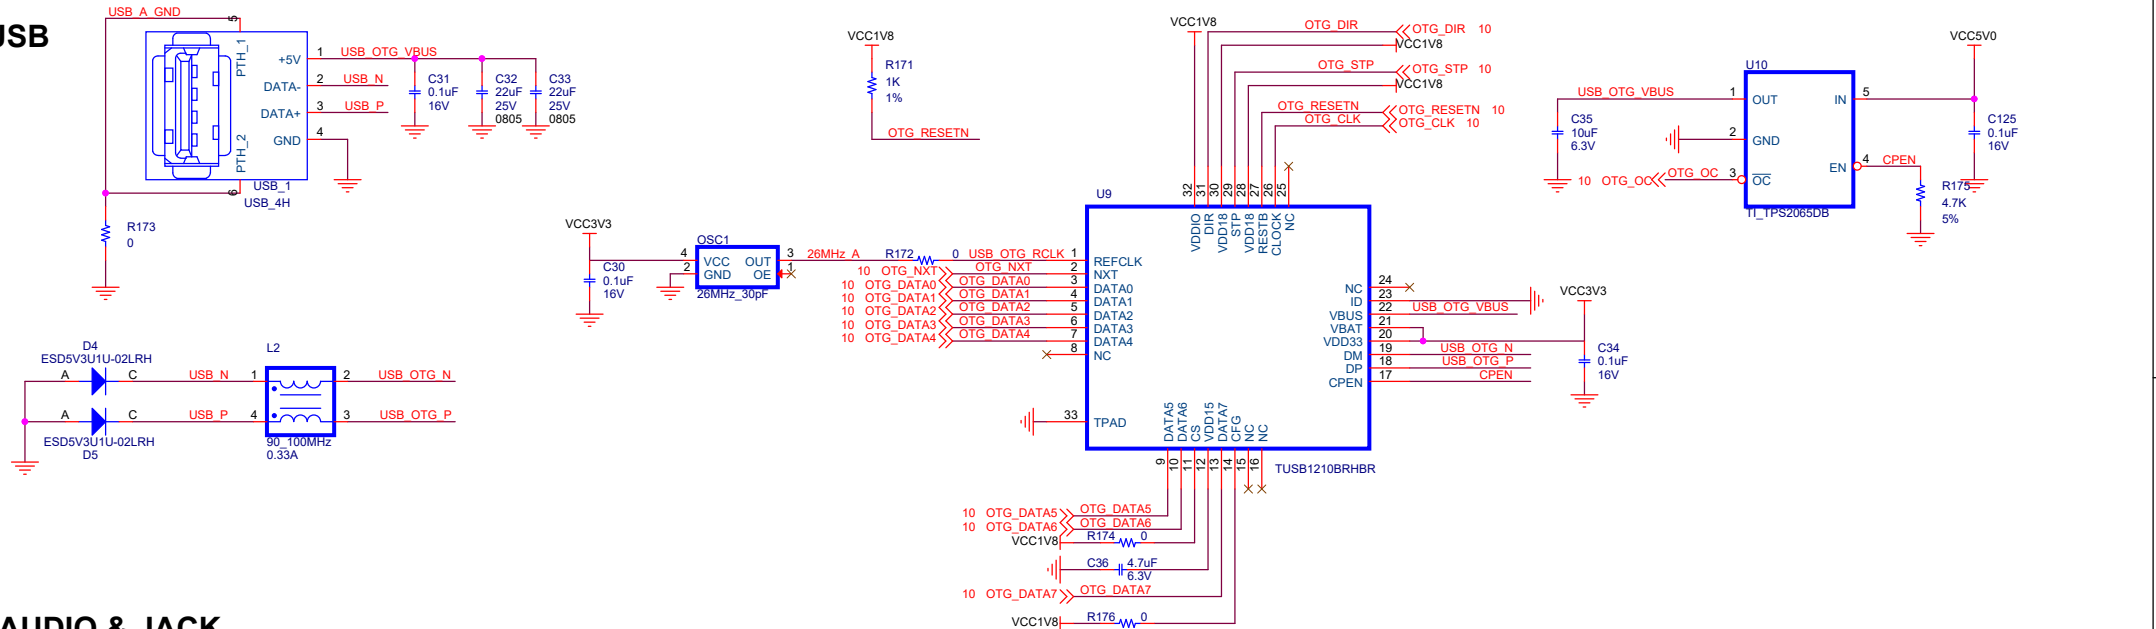 USB
USB_A_GND
5
PTH_1
+5V
1
USB_OTG_VBUS
DATA-
2
USB_N
DATA+
3
USB_P
GND
4
PTH_2
6
USB_1
USB_4H
C31
0.1uF
16V
C32
22uF
25V
0805
C33
22uF
25V
0805
R173
0
D4
ESD5V3U1U-02LRH
A
C
USB_N
1
A
C
USB_P
4
ESD5V3U1U-02LRH
D5
L2
2
USB_OTG_N
3
USB_OTG_P
90_100MHz
0.33A
VCC1V8
R171
1K
1%
OTG_RESETN
VCC3V3
C30
0.1uF
16V
OSC1
4
VCC
OUT
3
2
GND
OE
1
26MHz_30pF
26MHz_A
R172
0
USB_OTG_RCLK
1
REFCLK
10 OTG_NXT
OTG_NXT
2
NXT
10 OTG_DATA0
OTG_DATA0
3
DATA0
10 OTG_DATA1
OTG_DATA1
4
DATA1
10 OTG_DATA2
OTG_DATA2
5
DATA2
10 OTG_DATA3
OTG_DATA3
6
DATA3
10 OTG_DATA4
OTG_DATA4
7
DATA4
8
NC
33
TPAD
U9
VCC1V8
OTG_DIR
OTG_DIR 10
VCC1V8
OTG_STP
OTG_STP 10
VCC1V8
OTG_RESETN
OTG_RESETN 10
OTG_CLK
OTG_CLK 10
32
31
30
29
28
27
26
25
VDDIO
DIR
VDD18
STP
VDD18
RESTB
CLOCK
NC
NC
24
ID
23
VBUS
22
USB_OTG_VBUS
VBAT
21
VDD33
20
DM
19
USB_OTG_N
DP
18
USB_OTG_P
CPEN
17
CPEN
VCC3V3
C34
0.1uF
16V
DATA5
DATA6
CS
VDD15
DATA7
CFG
NC
NC
9
10
11
12
13
14
15
16
TUSB1210BRHBR
10 OTG_DATA5
OTG_DATA5
10 OTG_DATA6
OTG_DATA6
VCC1V8
R174
0
C36
4.7uF
6.3V
10 OTG_DATA7
OTG_DATA7
VCC1V8
R176
0
VCC5V0
U10
USB_OTG_VBUS
1
OUT
IN
5
C35
10uF
6.3V
2
GND
C125
0.1uF
16V
10 OTG_OC
OTG_OC
3
OC
EN
4
CPEN
TI_TPS2065DB
R175
4.7K
5%
AUDIO & JACK